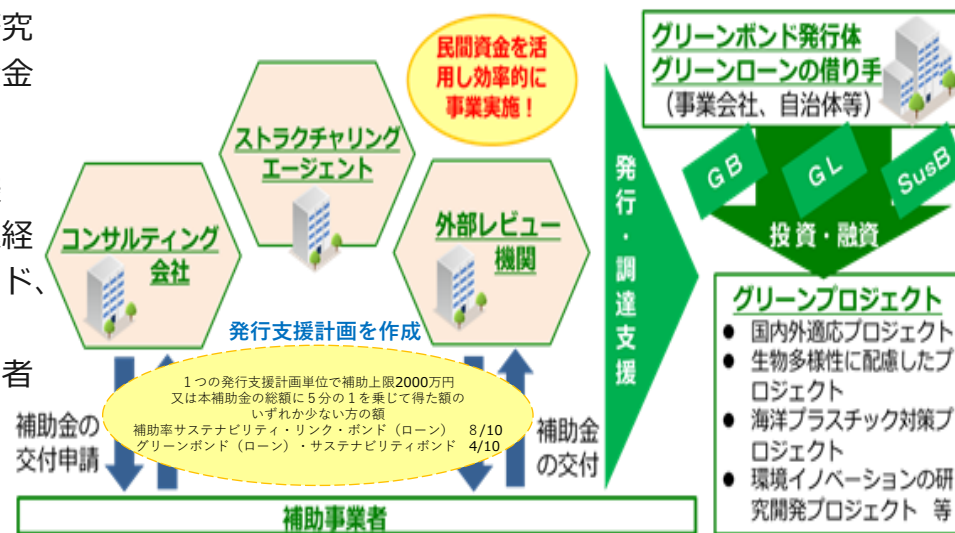 究
金
経
ド、
者
民間資金を活
用し効率的に
事業実施！
ストラクチャリング
エージェント
コンサルティング
会社
外部レビュー
機関
発行支援計画を作成
１つの発行支援計画単位で補助上限2000万円
又は本補助金の総額に５分の１を乗じて得た額の
いずれか少ない方の額
補助率サステナビリティ・リンク・ボンド（ローン） 8/10
グリーンボンド（ローン）・サステナビリティボンド 4/10
補助金の
交付申請
補助金
の交付
補助事業者
発行・調達支援
グリーンボンド発行体
グリーンローンの借り手
（事業会社、自治体等）
GB
GL
SusB
投資・融資
グリーンプロジェクト
● 国内外適応プロジェクト
● 生物多様性に配慮したプ
ロジェクト
● 海洋プラスチック対策プ
ロジェクト
● 環境イノベーションの研
究開発プロジェクト 等